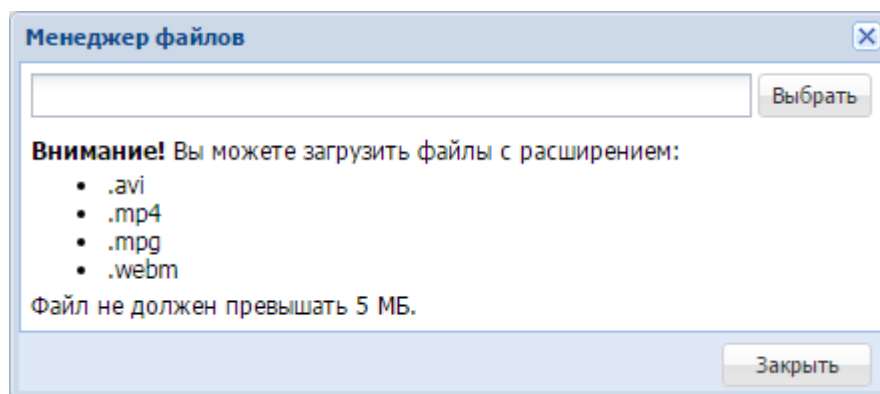 Менеджер файлов
Выбрать
Внимание! Вы можете загрузить файлы с расширением:
• .avi
• .mp4
• .mpg
• .webm
Файл не должен превышать 5 МБ.
Закрыть